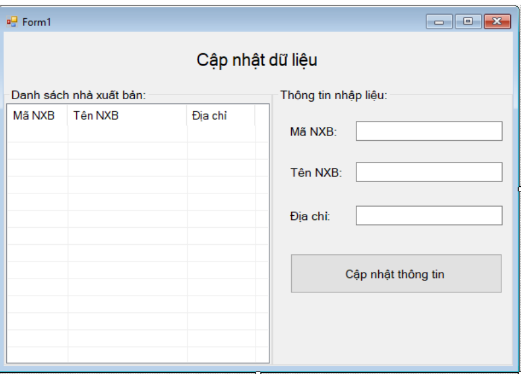 Form1
Cập nhật dữ liệu
Danh sách nhà xuất bản:
Mã NXB Tên NXB Địa chỉ
Thông tin nhập liệu:
Mã NXB:
Tên NXB:
Địa chỉ:
Cập nhật thông tin